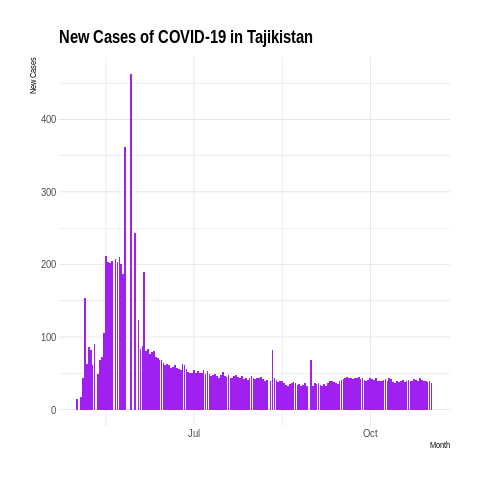 New Cases of COVID-19 in Tajikistan
New Cases
400
300
200
100
0
Jul
Oct
Month